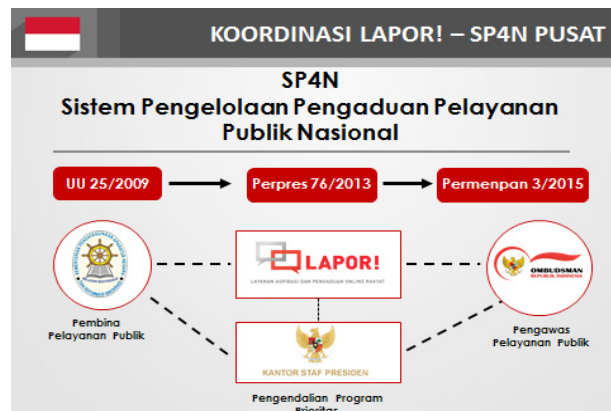 KOORDINASI LAPOR! – SP4N PUSAT
SP4N
Sistem Pengelolaan Pengaduan Pelayanan
Publik Nasional
UU 25/2009
Perpres 76/2013
Permenpan 3/2015
LAPOR!
LAYANAN ASPIRASI DAN PENGADUAN ONLINE RAKYAT
OMBUDSMAN
REPUBLIK INDONESIA
Pembina
Pelayanan Publik
KANTOR STAF PRESIDEN
Pengawas
Pelayanan Publik
Pengendalian Program
Prioritas